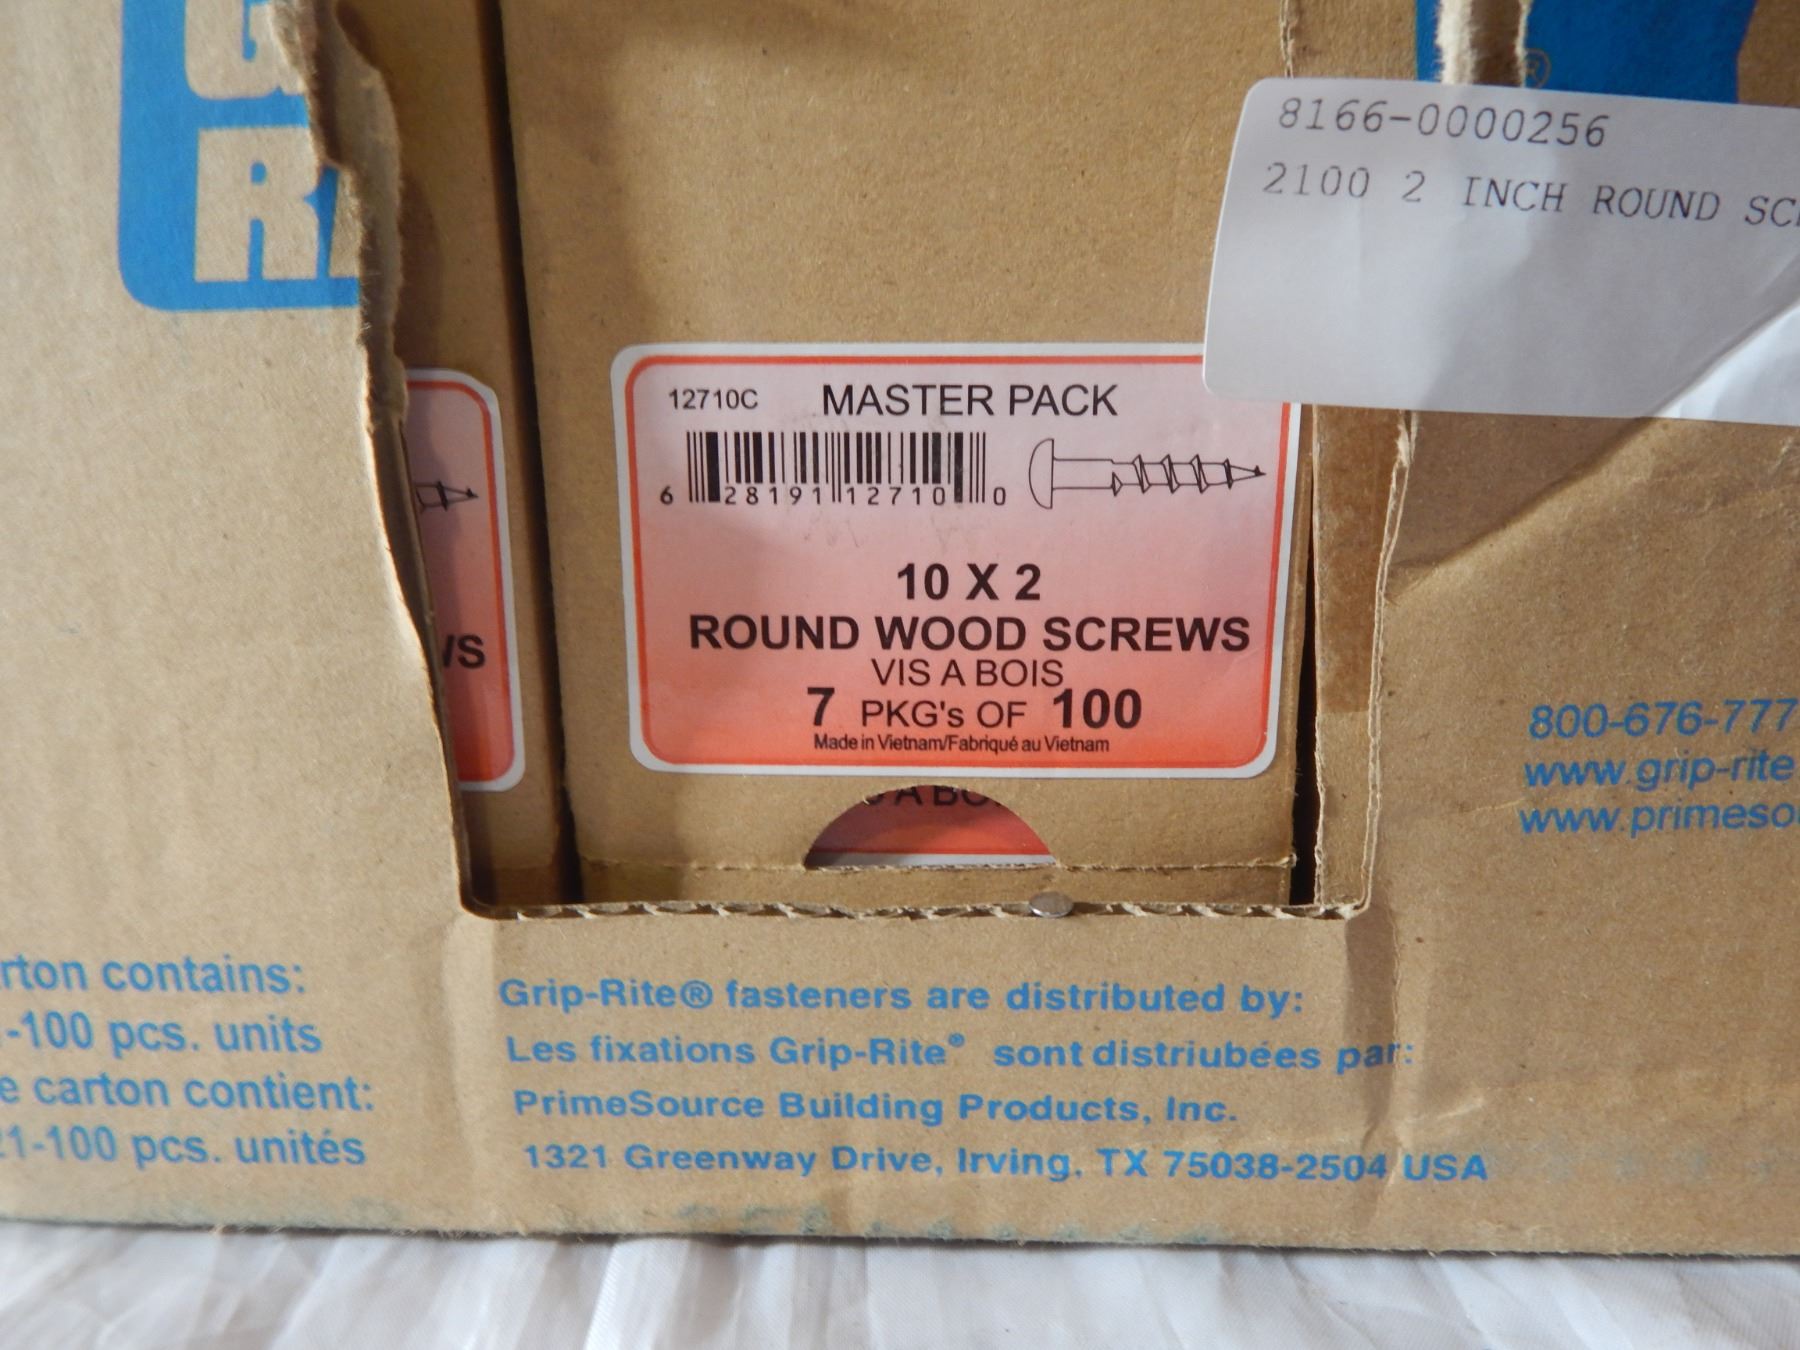 G
RI
®
8166-0000256
2100 2 INCH ROUND
12710C MASTER PACK
6 28191 12710 0
10 X 2
ROUND WOOD SCREWS
VIS A BOIS
7 PKG's OF 100
Made in Vietnam/Fabriqué au Vietnam
WS
A BO
800-676-777
www.grip-rite
www.primesou
rton contains:
-100 pcs. units
e carton contient:
21-100 pcs. unités
Grip-Rite® fasteners are distributed by:
Les fixations Grip-Rite® sont distriubées par:
PrimeSource Building Products, Inc.
1321 Greenway Drive, Irving, TX 75038-2504 USA